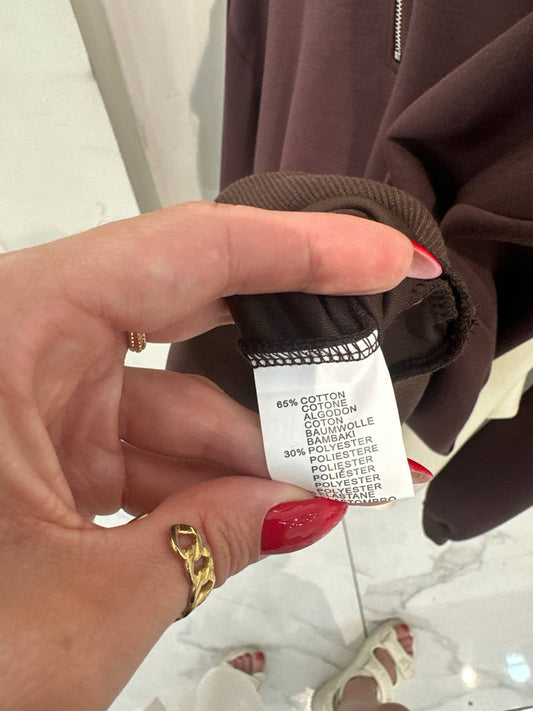 65% COTTON
COTONE
ALGODON
COTON
BAUMWOLLE
BAMBAKI
30% POLYESTER
POLIESTERE
POLIESTER
POLIÉSTER
POLYESTER
POLYESTER